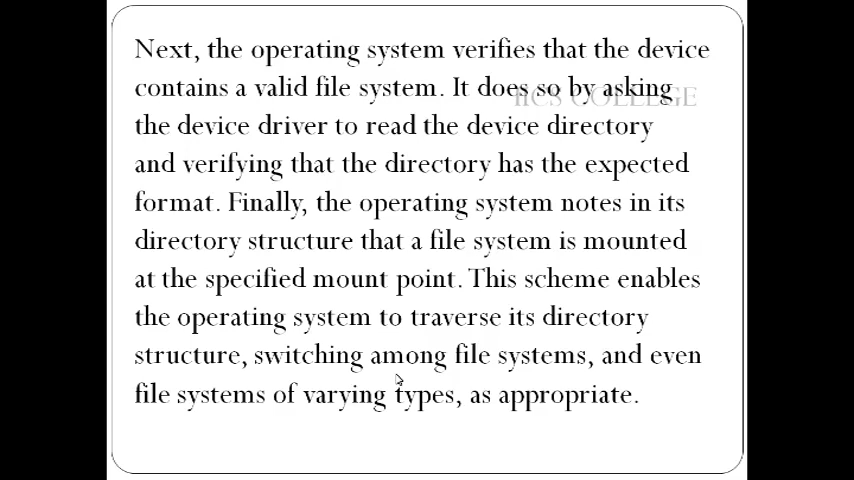 Next, the operating system verifies that the device
contains a valid file system. It does so by asking
HCS COLLEGE
the device driver to read the device directory
and verifying that the directory has the expected
format. Finally, the operating system notes in its
directory structure that a file system is mounted
at the specified mount point. This scheme enables
the operating system to traverse its directory
structure, switching among file systems, and even
file systems of varying types, as appropriate.